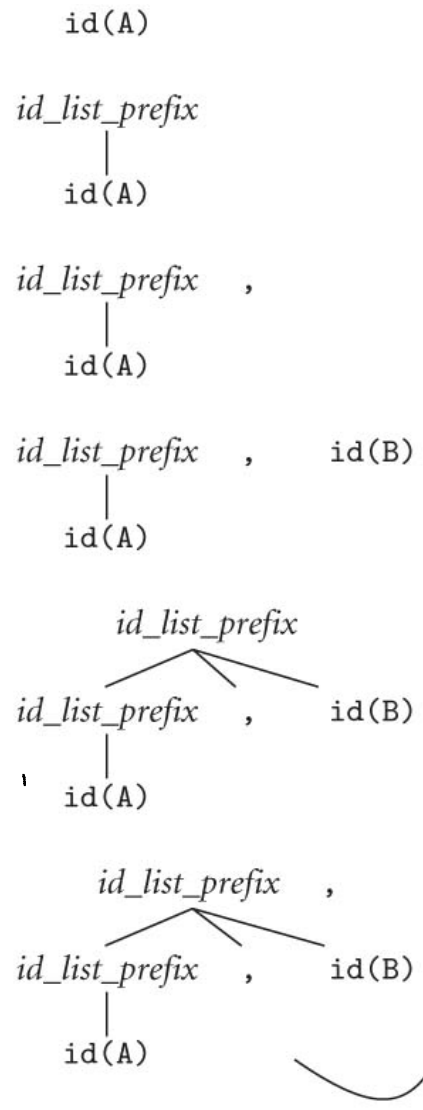 id(A)
id_list_prefix
id(A)
id_list_prefix ,
id(A)
id_list_prefix , id(B)
id(A)
id_list_prefix
id_list_prefix , id(B)
id(A)
id_list_prefix ,
id_list_prefix , id(B)
id(A)